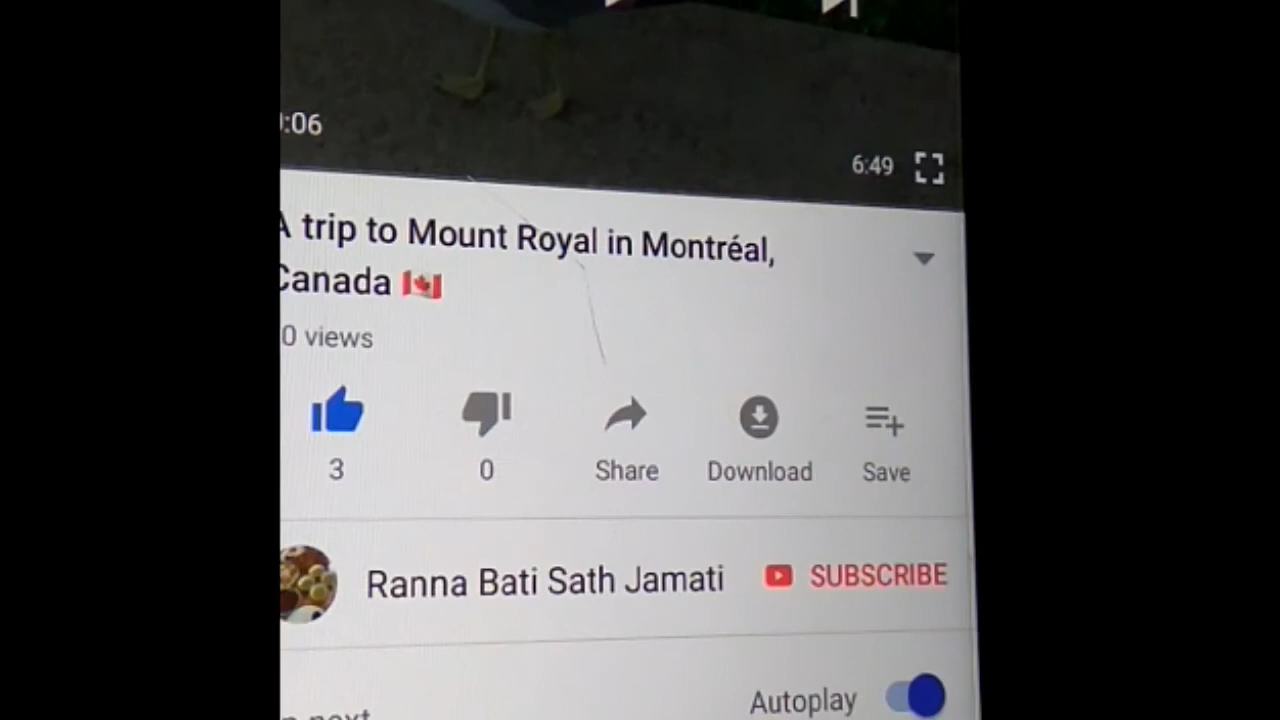 :06
6:49
A trip to Mount Royal in Montréal,
Canada
0 views
3
0
Share
Download
Save
Ranna Bati Sath Jamati
SUBSCRIBE
Autoplay
next